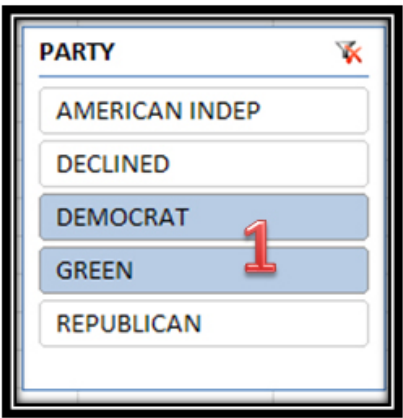 PARTY
AMERICAN INDEP
DECLINED
DEMOCRAT
1
GREEN
REPUBLICAN